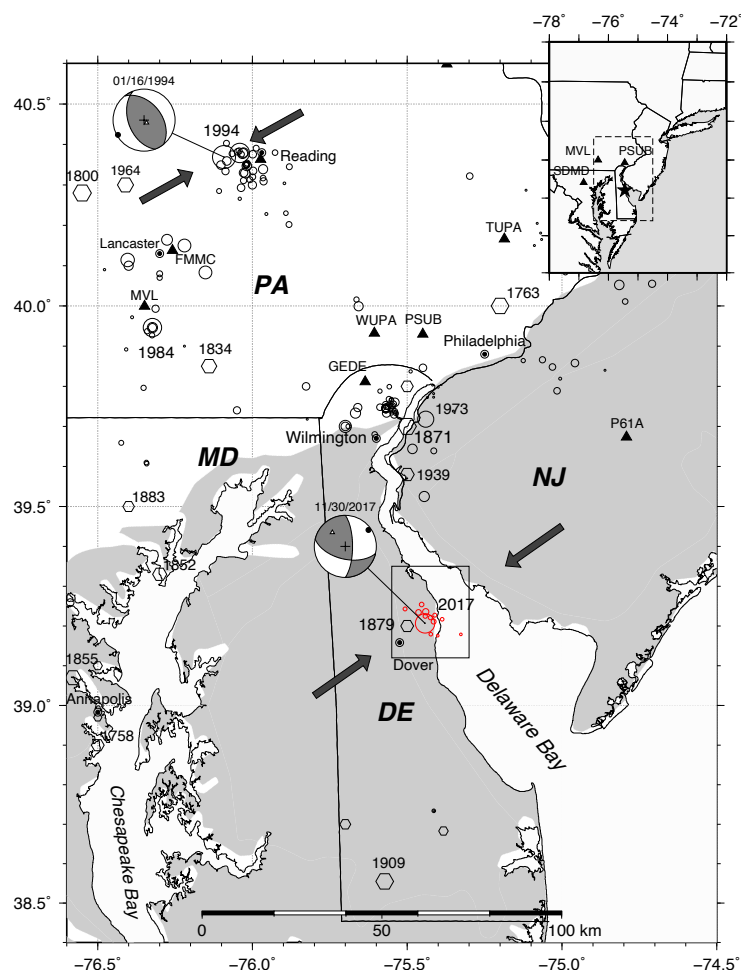 −78° −76° −74° −72°
MVL
PSUB
SDMD
01/16/1994
40.5°
1994
Reading
1800
1964
TUPA
Lancaster
FMMC
PA
MVL
1763
40.0°
WUPA
PSUB
Philadelphia
1984
1834
GEDE
1973
P61A
Wilmington
1871
MD
1939
NJ
39.5°
1883
11/30/2017
1852
2017
1879
1855
Dover
Annapolis
39.0°
DE
Delaware Bay
1758
Chesapeake Bay
1909
38.5°
0 50 100 km
−76.5° −76.0° −75.5° −75.0° −74.5°